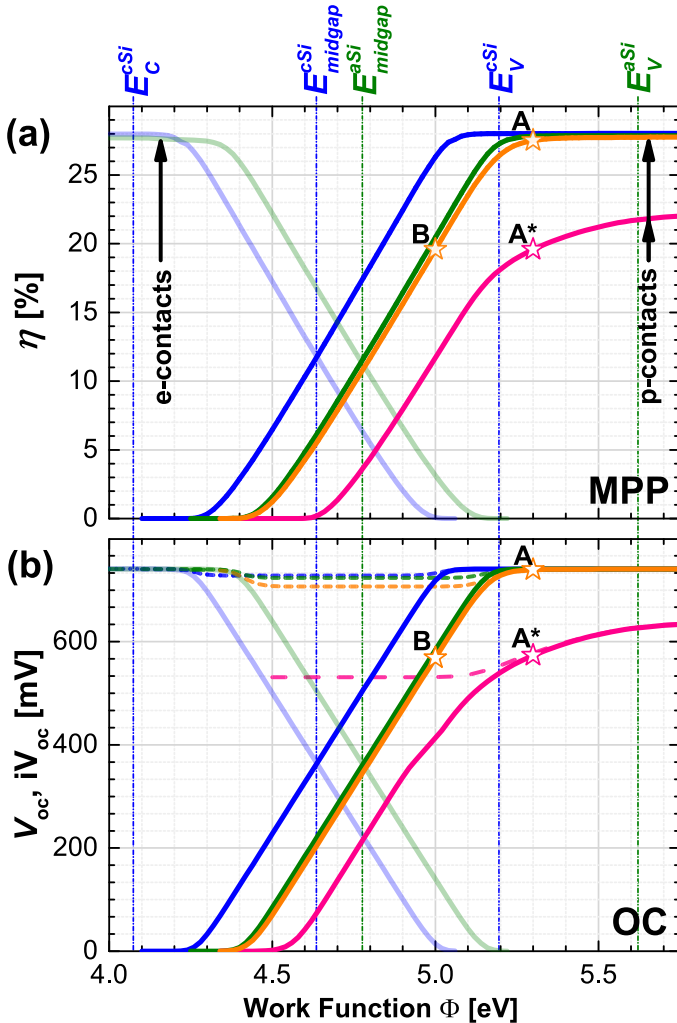 E_C^cSi
E_midgap^cSi
E_midgap^aSi
E_V^cSi
E_V^aSi
(a)
A
25
20
B
A*
15
10
5
0
η [%]
e-contacts
p-contacts
MPP
(b)
A
600
B
A*
400
200
0
V_oc, iV_oc [mV]
OC
4.0 4.5 5.0 5.5
Work Function Φ [eV]